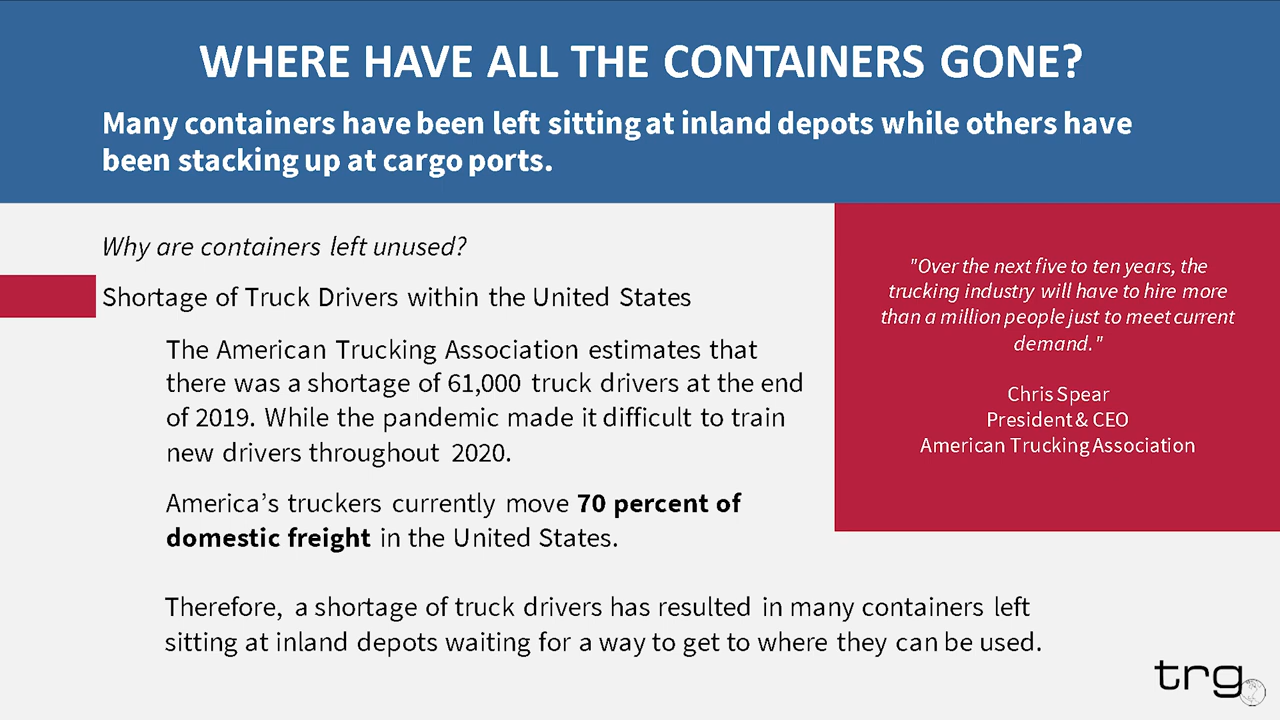 WHERE HAVE ALL THE CONTAINERS GONE?
Many containers have been left sitting at inland depots while others have
been stacking up at cargo ports.
Why are containers left unused?
Shortage of Truck Drivers within the United States
The American Trucking Association estimates that
there was a shortage of 61,000 truck drivers at the end
of 2019. While the pandemic made it difficult to train
new drivers throughout 2020.
America’s truckers currently move 70 percent of
domestic freight in the United States.
Therefore, a shortage of truck drivers has resulted in many containers left
sitting at inland depots waiting for a way to get to where they can be used.
"Over the next five to ten years, the
trucking industry will have to hire more
than a million people just to meet current
demand."
Chris Spear
President & CEO
American Trucking Association
trg